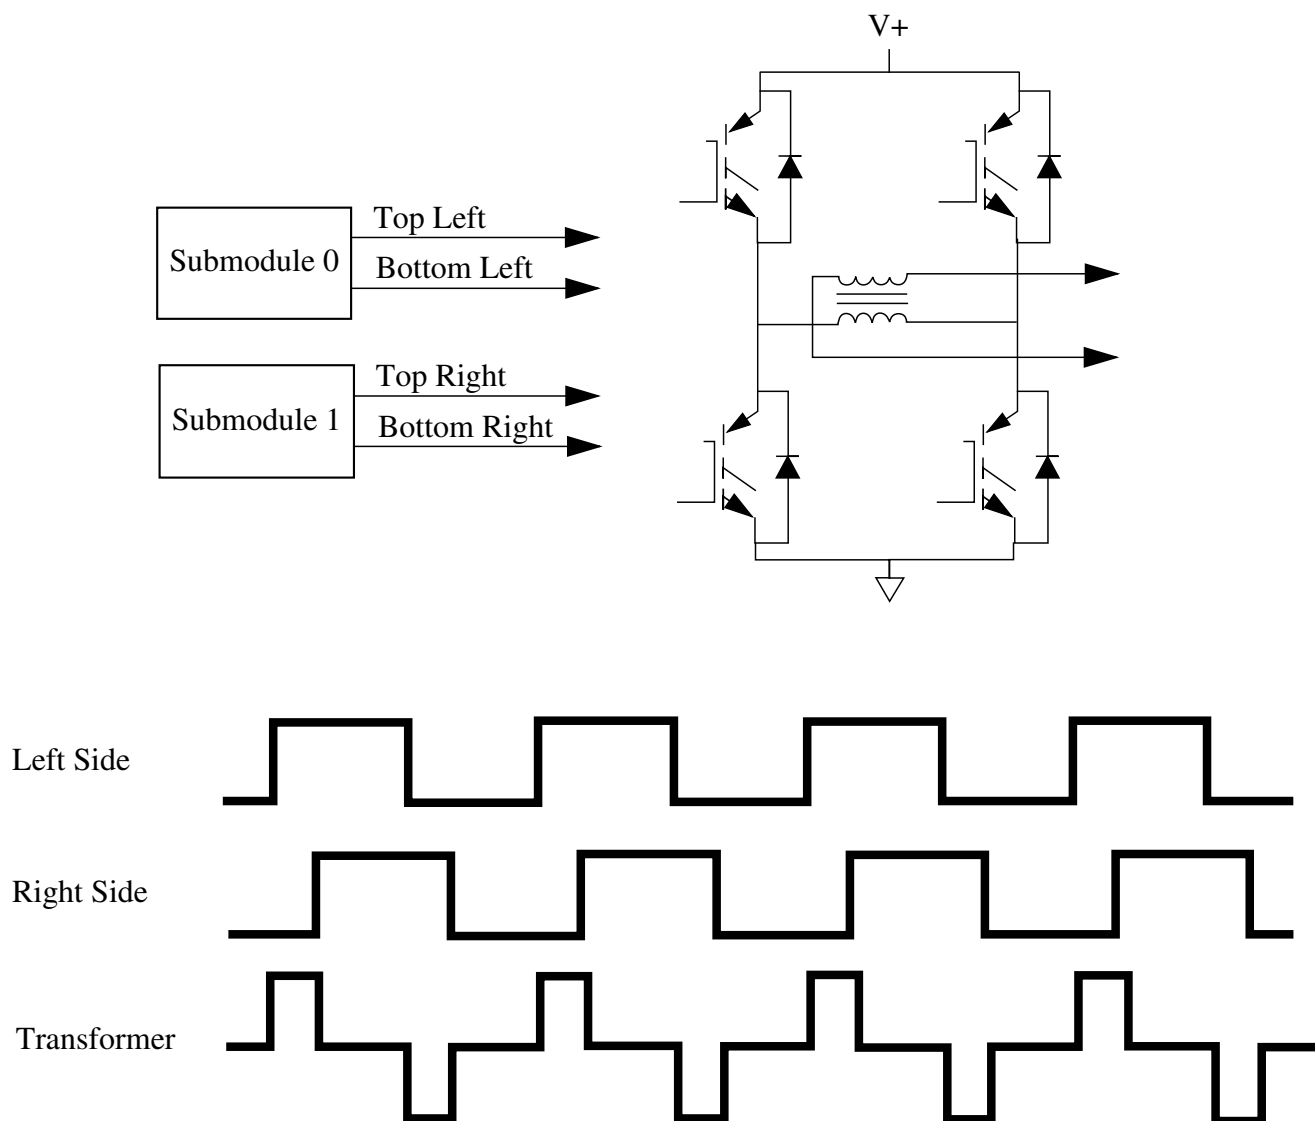 V+
Top Left
Submodule 0
Bottom Left
Top Right
Submodule 1
Bottom Right
Left Side
Right Side
Transformer